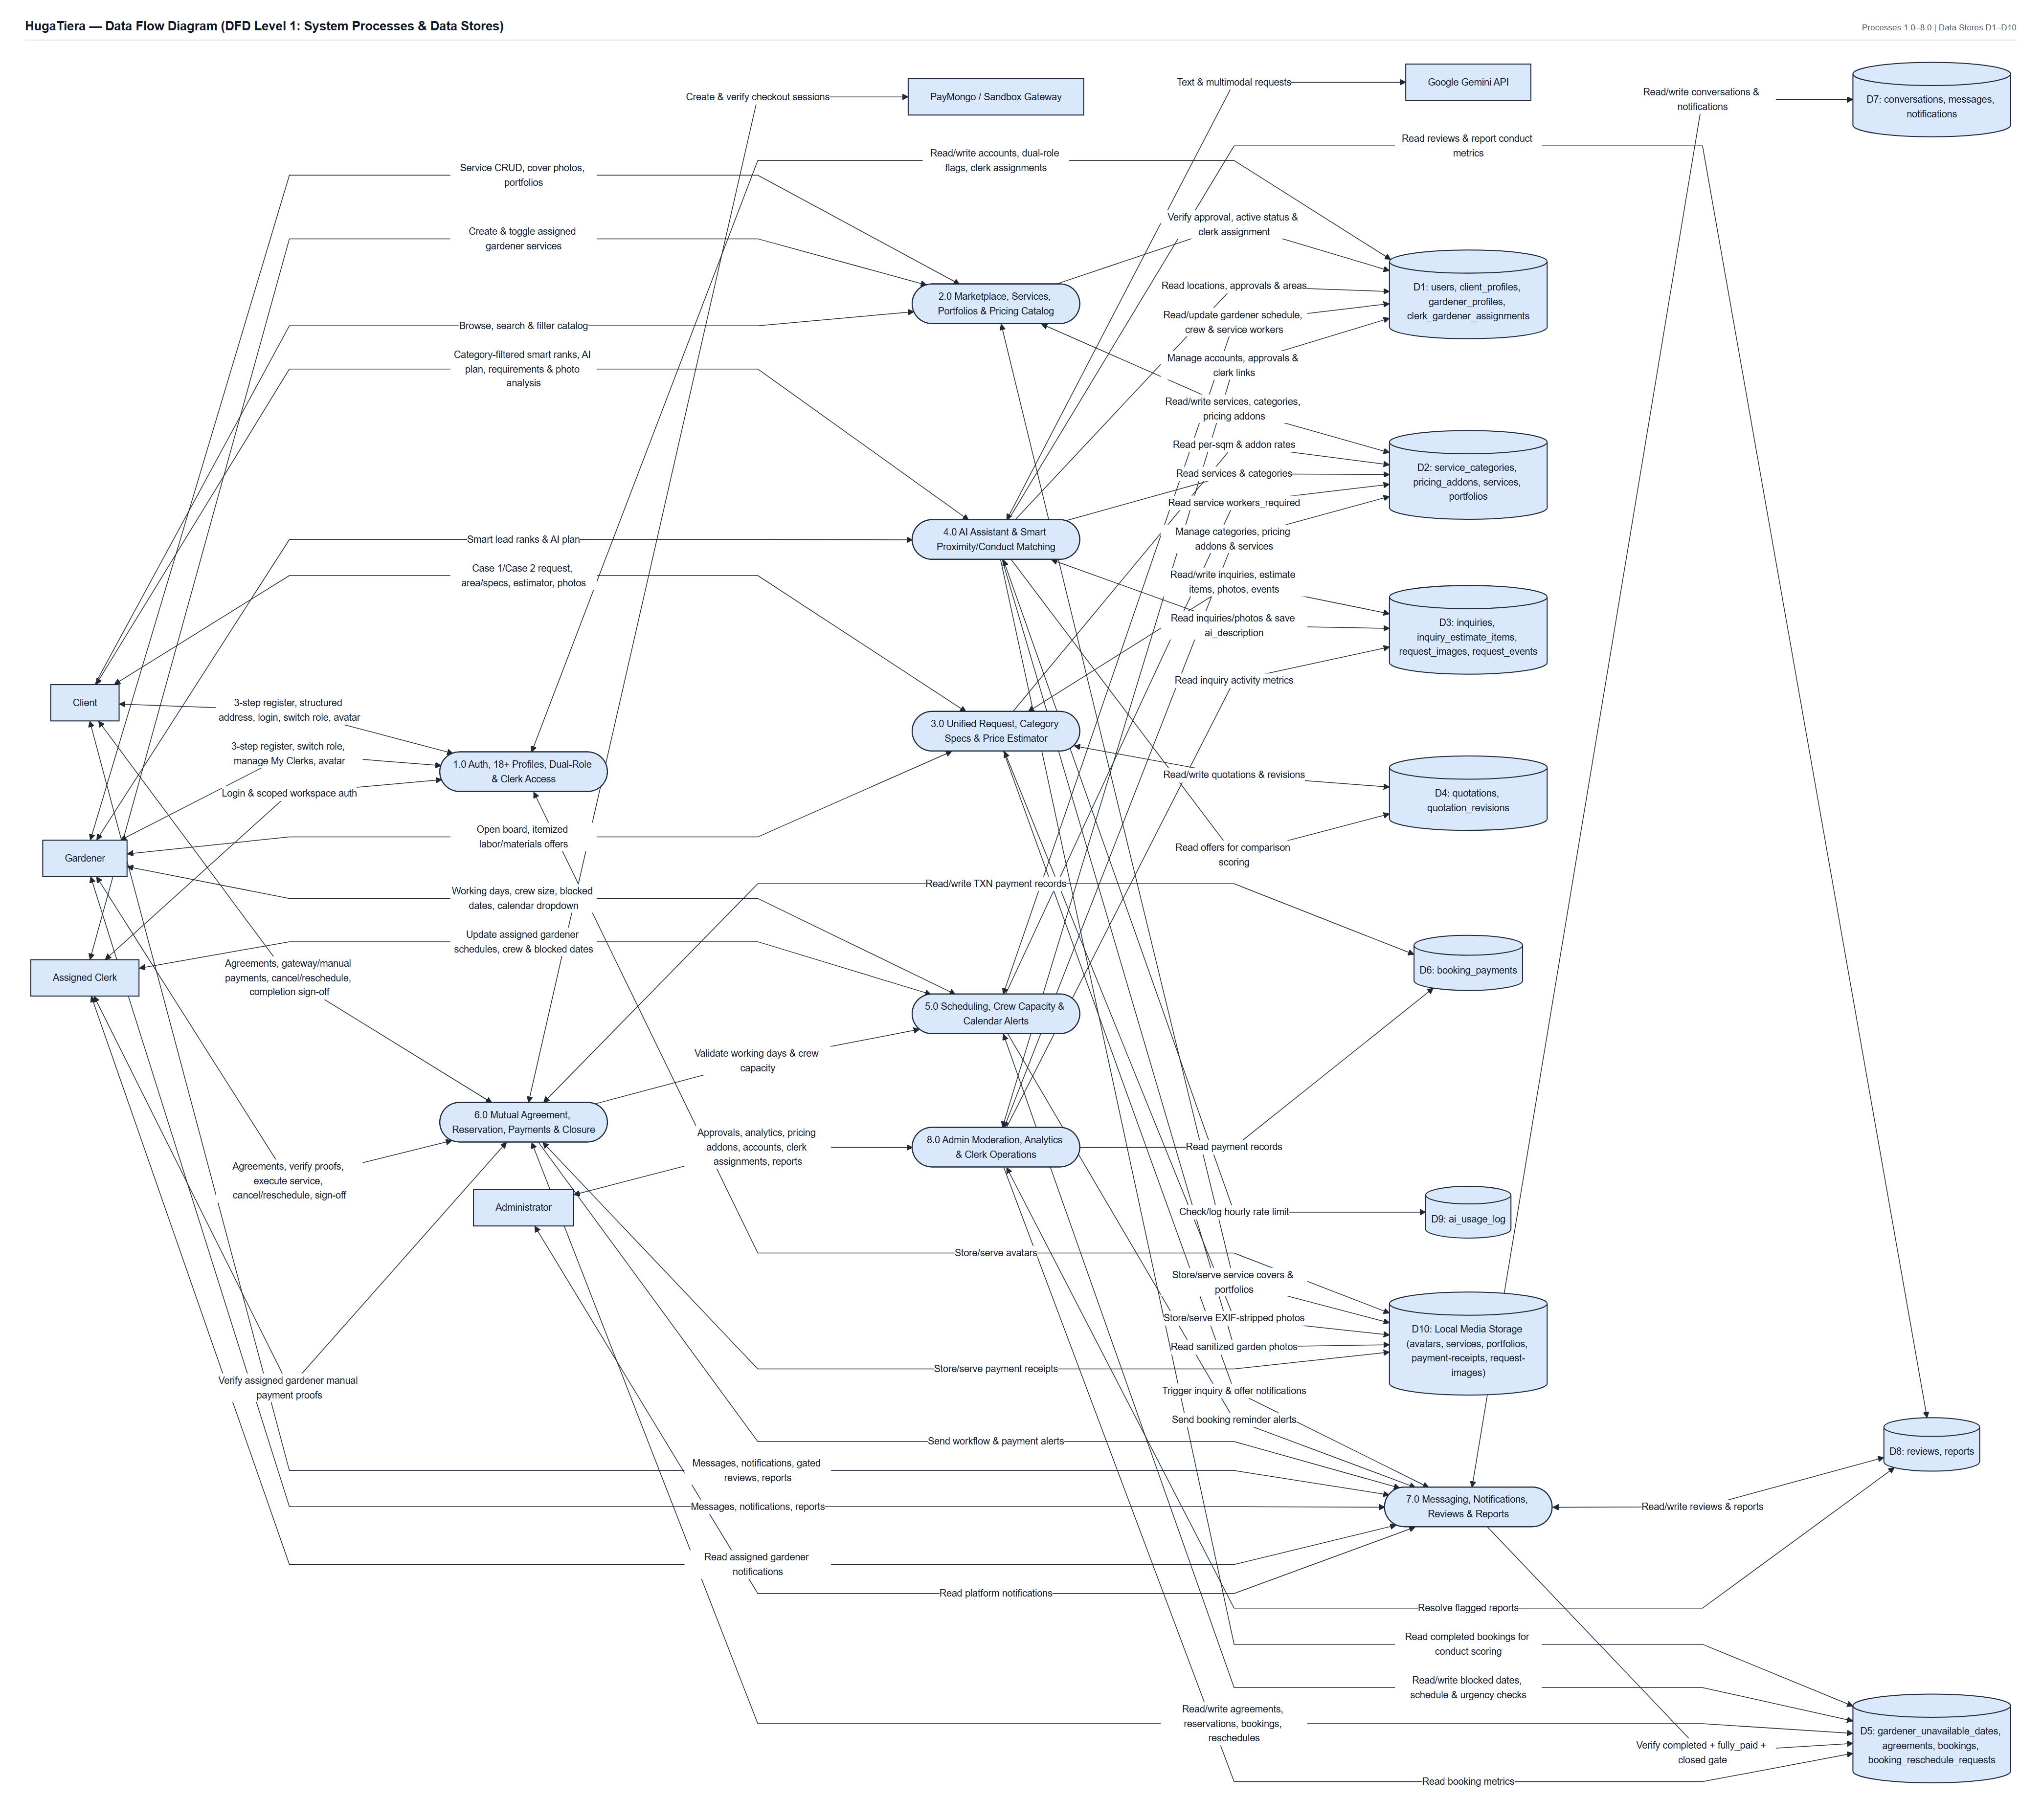 HugaTiera — Data Flow Diagram (DFD Level 1: System Processes & Data Stores)
Processes 1.0–8.0 | Data Stores D1–D10
Create & verify checkout sessions
PayMongo / Sandbox Gateway
Text & multimodal requests
Google Gemini API
Read/write conversations &
notifications
D7: conversations, messages,
notifications
Read reviews & report conduct
metrics
Service CRUD, cover photos,
portfolios
Read/write accounts, dual-role
flags, clerk assignments
Create & toggle assigned
gardener services
Verify approval, active status &
clerk assignment
2.0 Marketplace, Services,
Portfolios & Pricing Catalog
Read locations, approvals & areas
Read/update gardener schedule,
crew & service workers
D1: users, client_profiles,
gardener_profiles,
clerk_gardener_assignments
Browse, search & filter catalog
Category-filtered smart ranks, AI
plan, requirements & photo
analysis
Manage accounts, approvals &
clerk links
Read/write services, categories,
pricing addons
Read per-sqm & addon rates
Read services & categories
Read service workers_required
D2: service_categories,
pricing_addons, services,
portfolios
Manage categories, pricing
addons & services
Smart lead ranks & AI plan
4.0 AI Assistant & Smart
Proximity/Conduct Matching
Case 1/Case 2 request,
area/specs, estimator, photos
Read/write inquiries, estimate
items, photos, events
Read inquiries/photos & save
ai_description
D3: inquiries,
inquiry_estimate_items,
request_images, request_events
Read inquiry activity metrics
Client
3-step register, structured
address, login, switch role, avatar
3.0 Unified Request, Category
Specs & Price Estimator
3-step register, switch role,
manage My Clerks, avatar
1.0 Auth, 18+ Profiles, Dual-Role
& Clerk Access
Login & scoped workspace auth
Read/write quotations & revisions
D4: quotations,
quotation_revisions
Gardener
Open board, itemized
labor/materials offers
Read offers for comparison
scoring
Working days, crew size, blocked
dates, calendar dropdown
Read/write TXN payment records
Update assigned gardener
schedules, crew & blocked dates
Assigned Clerk
Agreements, gateway/manual
payments, cancel/reschedule,
completion sign-off
D6: booking_payments
5.0 Scheduling, Crew Capacity &
Calendar Alerts
Validate working days & crew
capacity
6.0 Mutual Agreement,
Reservation, Payments & Closure
Approvals, analytics, pricing
addons, accounts, clerk
assignments, reports
8.0 Admin Moderation, Analytics
& Clerk Operations
Read payment records
Agreements, verify proofs,
execute service,
cancel/reschedule, sign-off
Administrator
Check/log hourly rate limit
D9: ai_usage_log
Store/serve avatars
Store/serve service covers &
portfolios
Store/serve EXIF-stripped photos
Read sanitized garden photos
D10: Local Media Storage
(avatars, services, portfolios,
payment-receipts, request-
images)
Store/serve payment receipts
Verify assigned gardener manual
payment proofs
Trigger inquiry & offer notifications
Send booking reminder alerts
Send workflow & payment alerts
D8: reviews, reports
Messages, notifications, gated
reviews, reports
Messages, notifications, reports
7.0 Messaging, Notifications,
Reviews & Reports
Read/write reviews & reports
Read assigned gardener
notifications
Read platform notifications
Resolve flagged reports
Read completed bookings for
conduct scoring
Read/write blocked dates,
schedule & urgency checks
Read/write agreements,
reservations, bookings,
reschedules
Verify completed + fully_paid +
closed gate
D5: gardener_unavailable_dates,
agreements, bookings,
booking_reschedule_requests
Read booking metrics